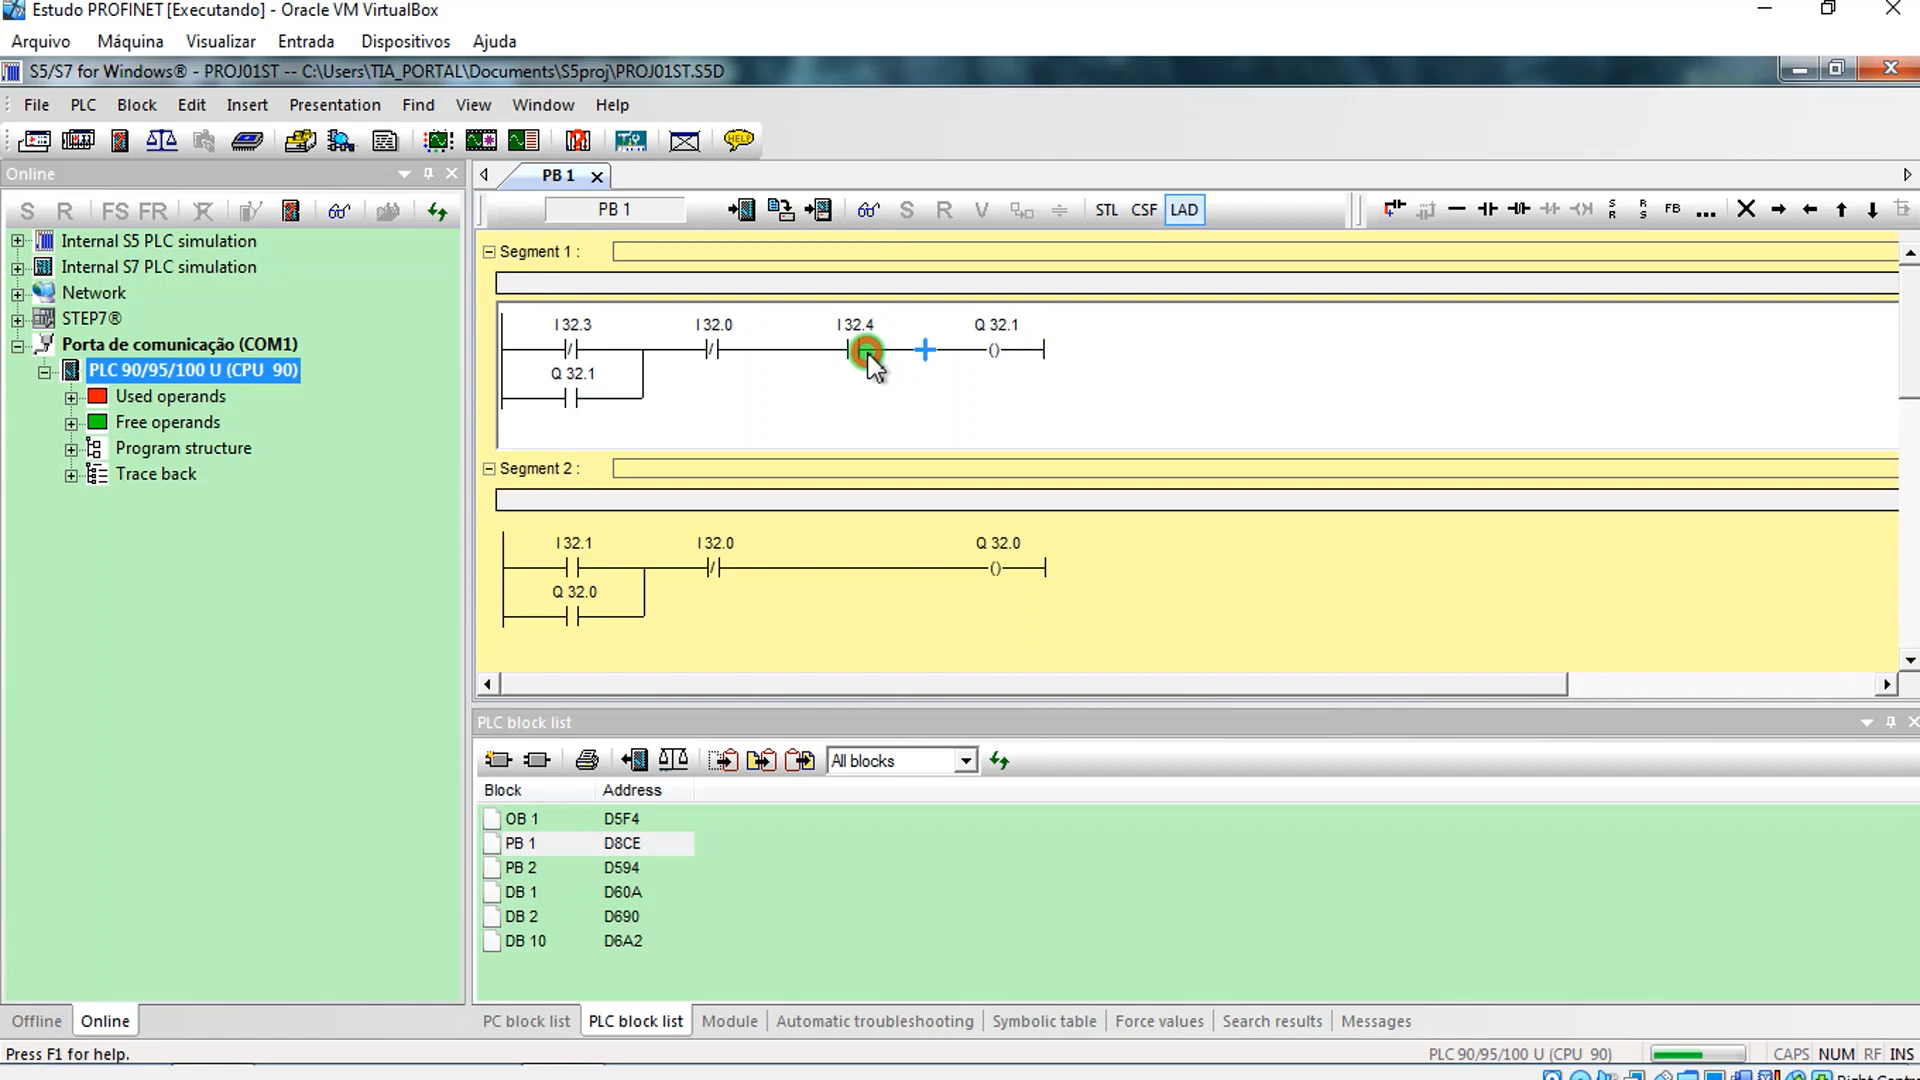 Estudo PROFINET [Executando] - Oracle VM VirtualBox
Arquivo Máquina Visualizar Entrada Dispositivos Ajuda
S5/S7 for Windows® - PROJ01ST -- C:\Users\TIA_PORTAL\Documents\S5proj\PROJ01ST.S5D
File PLC Block Edit Insert Presentation Find View Window Help
HELP
Online
PB 1
S R FS FR
PB 1
S R V STL CSF LAD
S R
R S
FB ...
Internal S5 PLC simulation
Internal S7 PLC simulation
Network
STEP7®
Porta de comunicação (COM1)
PLC 90/95/100 U (CPU 90)
Used operands
Free operands
Program structure
Trace back
Segment 1 :
I 32.3 I 32.0 I 32.4 Q 32.1
Q 32.1
Segment 2 :
I 32.1 I 32.0 Q 32.0
Q 32.0
PLC block list
All blocks
Block Address
OB 1 D5F4
PB 1 D8CE
PB 2 D594
DB 1 D60A
DB 2 D690
DB 10 D6A2
Offline Online
PC block list PLC block list Module Automatic troubleshooting Symbolic table Force values Search results Messages
Press F1 for help.
PLC 90/95/100 U (CPU 90) CAPS NUM RF INS